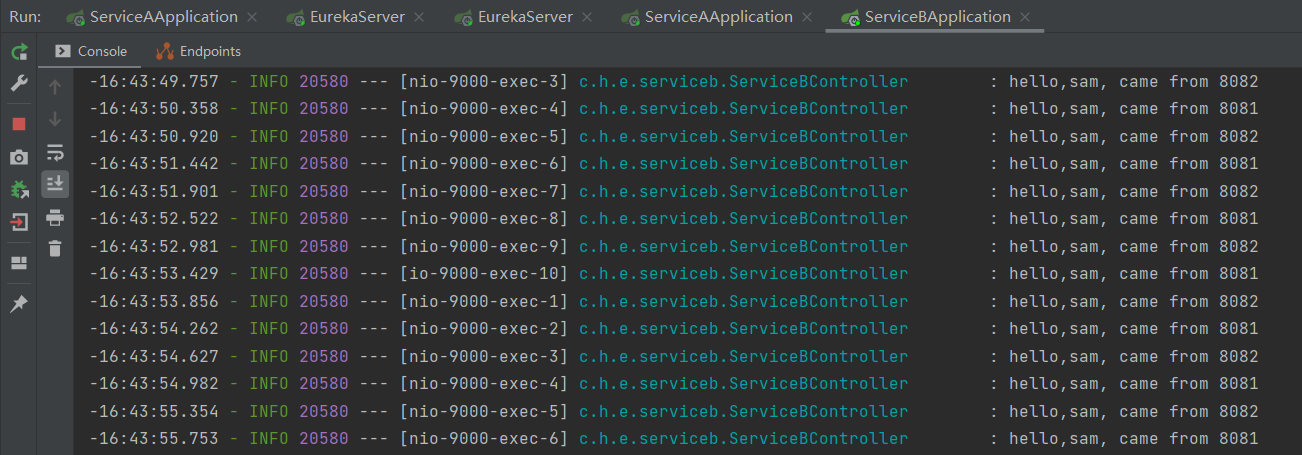 Run: ServiceAApplication EurekaServer EurekaServer ServiceAApplication ServiceBApplication
Console Endpoints
-16:43:49.757 - INFO 20580 --- [nio-9000-exec-3] c.h.e.serviceb.ServiceBController : hello,sam, came from 8082
-16:43:50.358 - INFO 20580 --- [nio-9000-exec-4] c.h.e.serviceb.ServiceBController : hello,sam, came from 8081
-16:43:50.920 - INFO 20580 --- [nio-9000-exec-5] c.h.e.serviceb.ServiceBController : hello,sam, came from 8082
-16:43:51.442 - INFO 20580 --- [nio-9000-exec-6] c.h.e.serviceb.ServiceBController : hello,sam, came from 8081
-16:43:51.901 - INFO 20580 --- [nio-9000-exec-7] c.h.e.serviceb.ServiceBController : hello,sam, came from 8082
-16:43:52.522 - INFO 20580 --- [nio-9000-exec-8] c.h.e.serviceb.ServiceBController : hello,sam, came from 8081
-16:43:52.981 - INFO 20580 --- [nio-9000-exec-9] c.h.e.serviceb.ServiceBController : hello,sam, came from 8082
-16:43:53.429 - INFO 20580 --- [io-9000-exec-10] c.h.e.serviceb.ServiceBController : hello,sam, came from 8081
-16:43:53.856 - INFO 20580 --- [nio-9000-exec-1] c.h.e.serviceb.ServiceBController : hello,sam, came from 8082
-16:43:54.262 - INFO 20580 --- [nio-9000-exec-2] c.h.e.serviceb.ServiceBController : hello,sam, came from 8081
-16:43:54.627 - INFO 20580 --- [nio-9000-exec-3] c.h.e.serviceb.ServiceBController : hello,sam, came from 8082
-16:43:54.982 - INFO 20580 --- [nio-9000-exec-4] c.h.e.serviceb.ServiceBController : hello,sam, came from 8081
-16:43:55.354 - INFO 20580 --- [nio-9000-exec-5] c.h.e.serviceb.ServiceBController : hello,sam, came from 8082
-16:43:55.753 - INFO 20580 --- [nio-9000-exec-6] c.h.e.serviceb.ServiceBController : hello,sam, came from 8081